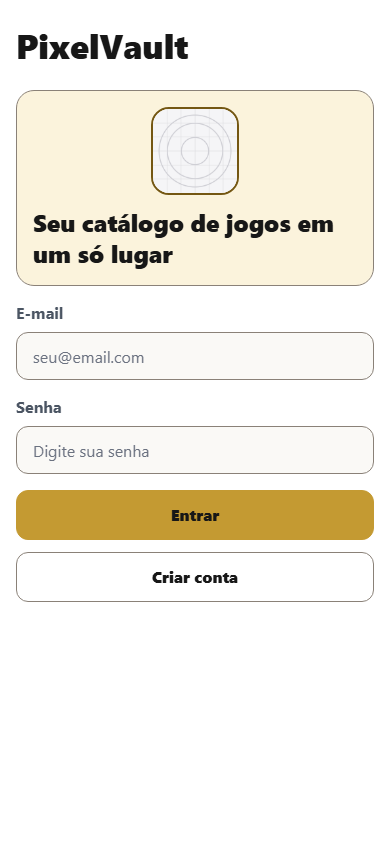 PixelVault
Seu catálogo de jogos em
um só lugar
E-mail
seu@email.com
Senha
Digite sua senha
Entrar
Criar conta